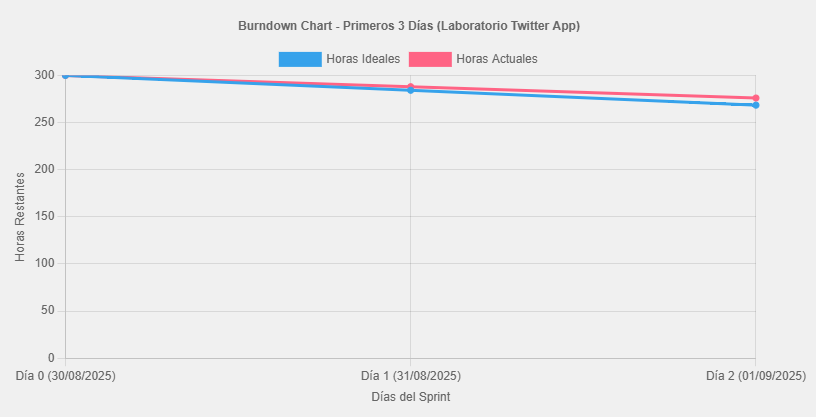 Burndown Chart - Primeros 3 Días (Laboratorio Twitter App)
Horas Ideales
Horas Actuales
300
250
200
150
100
50
0
Horas Restantes
Día 0 (30/08/2025)
Día 1 (31/08/2025)
Día 2 (01/09/2025)
Días del Sprint